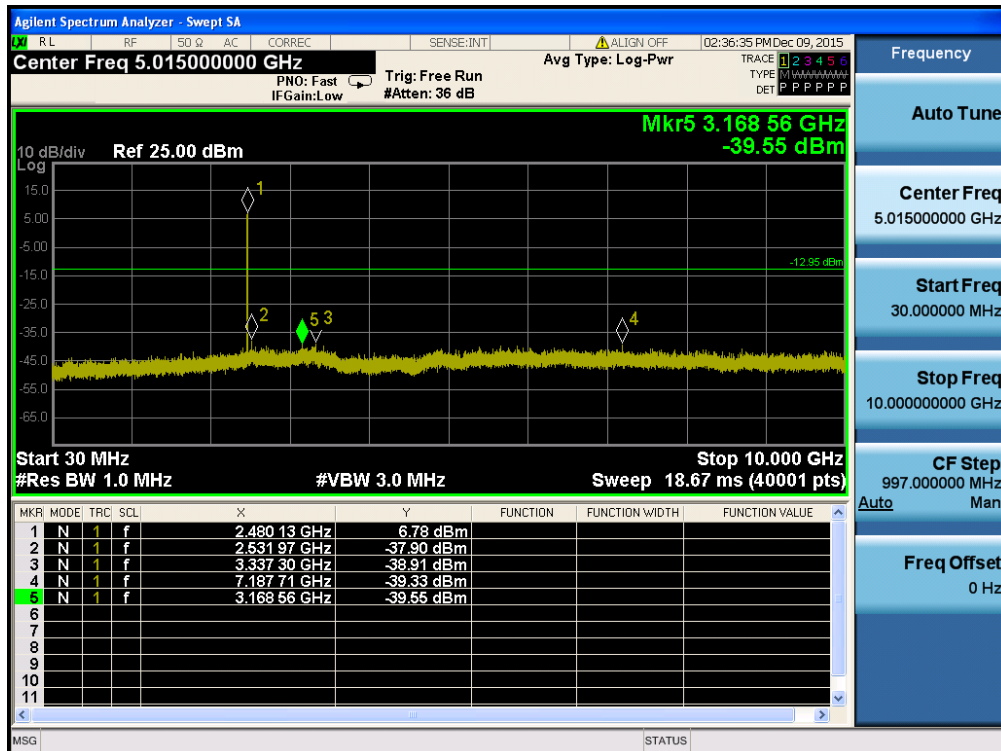 Agilent Spectrum Analyzer - Swept SA
LXI RL RF 50 Ω AC CORREC SENSE:INT ALIGN OFF 02:36:35 PM Dec 09, 2015
Center Freq 5.015000000 GHz
PNO: Fast
IFGain:Low
Trig: Free Run
#Atten: 36 dB
Avg Type: Log-Pwr
TRACE 1 2 3 4 5 6
TYPE M W W W W W
DET P P P P P P
Mkr5 3.168 56 GHz
-39.55 dBm
10 dB/div Ref 25.00 dBm
Log
15.0
5.00
-5.00
-15.0
-25.0
-35.0
-45.0
-55.0
-65.0
1
2
5 3
4
-12.95 dBm
Start 30 MHz Stop 10.000 GHz
#Res BW 1.0 MHz #VBW 3.0 MHz Sweep 18.67 ms (40001 pts)
MKR MODE TRC SCL X Y FUNCTION FUNCTION WIDTH FUNCTION VALUE
1 N 1 f 2.480 13 GHz 6.78 dBm
2 N 1 f 2.531 97 GHz -37.90 dBm
3 N 1 f 3.337 30 GHz -38.91 dBm
4 N 1 f 7.187 71 GHz -39.33 dBm
5 N 1 f 3.168 56 GHz -39.55 dBm
6
7
8
9
10
11
MSG STATUS
Frequency
Auto Tune
Center Freq
5.015000000 GHz
Start Freq
30.000000 MHz
Stop Freq
10.000000000 GHz
CF Step
997.000000 MHz
Auto Man
Freq Offset
0 Hz